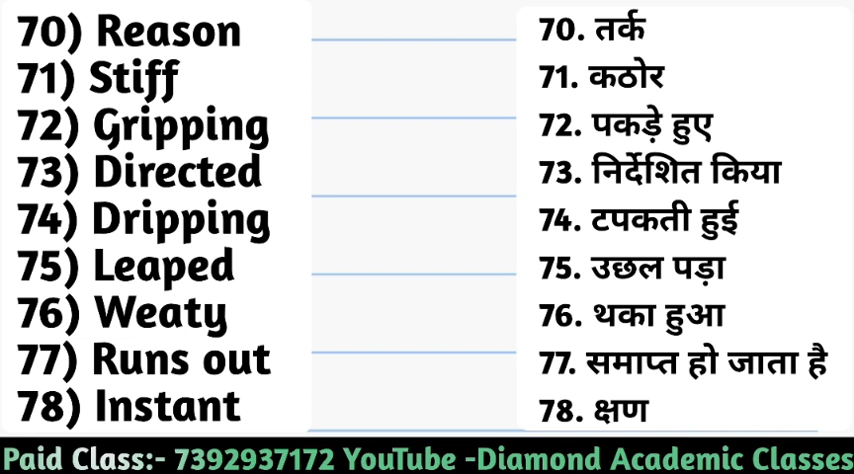 70) Reason
71) Stiff
72) Gripping
73) Directed
74) Dripping
75) Leaped
76) Weaty
77) Runs out
78) Instant
70. तर्क
71. कठोर
72. पकड़े हुए
73. निर्देशित किया
74. टपकती हुई
75. उछल पड़ा
76. थका हुआ
77. समाप्त हो जाता है
78. क्षण
Paid Class:- 7392937172 YouTube -Diamond Academic Classes